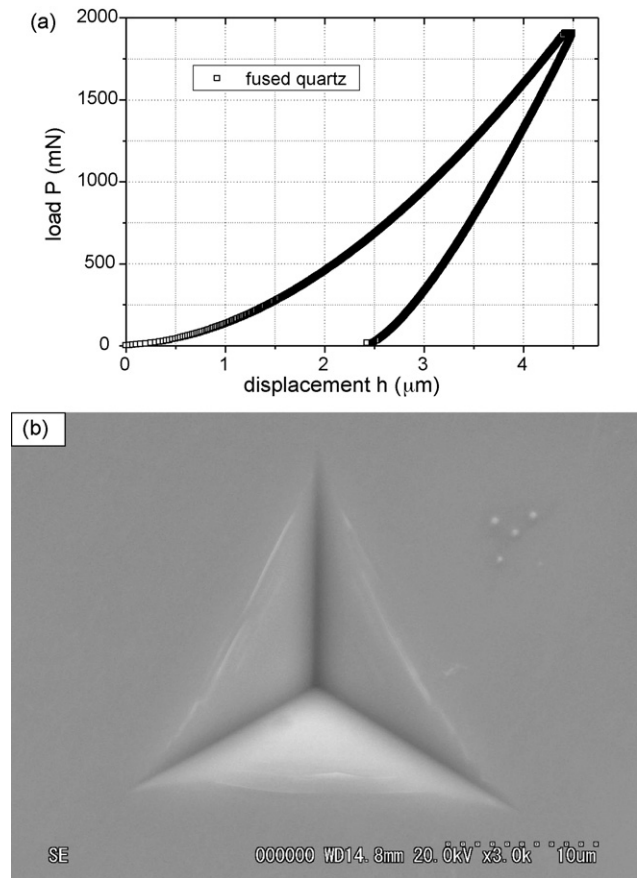 (a)
2000
1500
1000
500
0
load P (mN)
fused quartz
0 1 2 3 4
displacement h (μm)
(b)
SE 000000 WD14.8mm 20.0kV x3.0k 10um